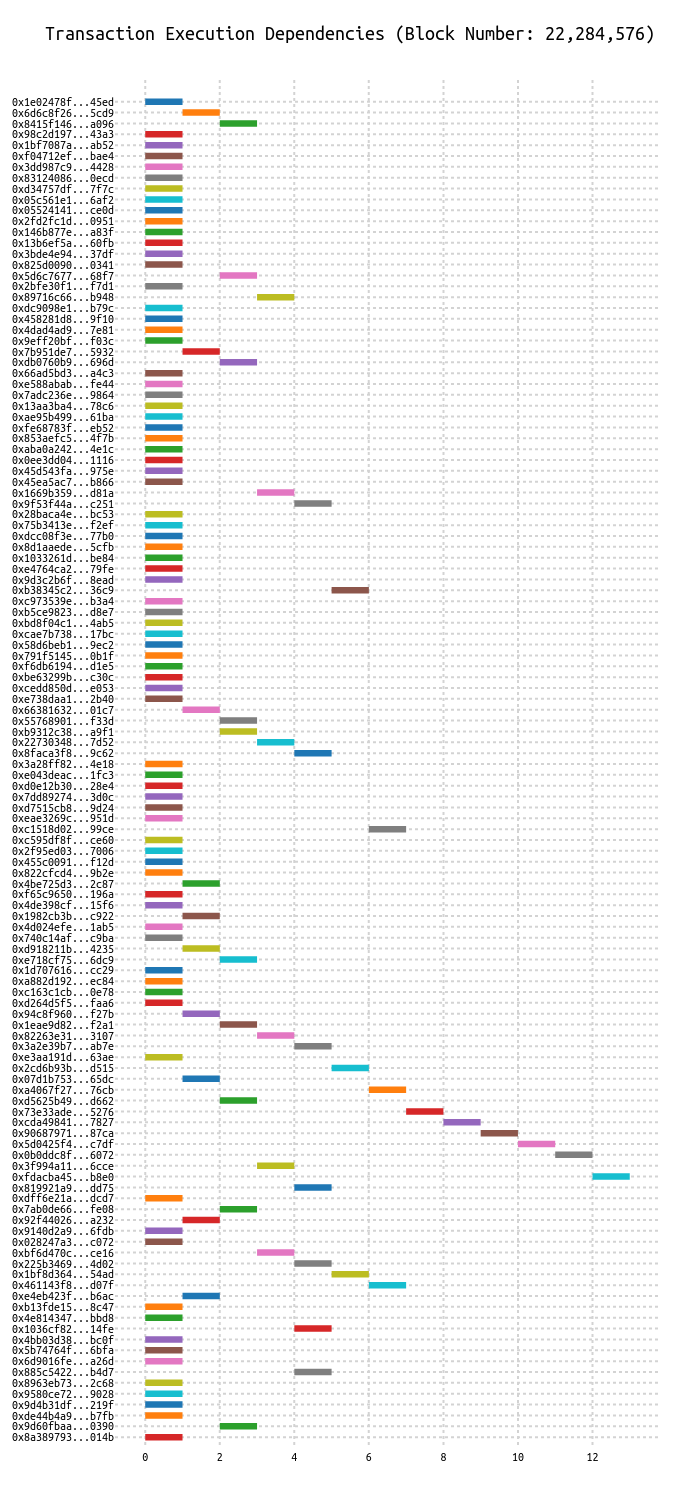 Transaction Execution Dependencies (Block Number: 22,284,576)
0x1e02478f...45ed
0x6d6c8f26...5cd9
0x8415f146...a096
0x98c2d197...43a3
0x1bf7087a...ab52
0xf04712ef...bae4
0x3dd987c9...4428
0x83124086...0ecd
0xd34757df...7f7c
0x05c561e1...6af2
0x05524141...ce0d
0x2fd2fc1d...0951
0x146b877e...a83f
0x13b6ef5a...60fb
0x3bde4e94...37df
0x825d0090...0341
0x5d6c7677...68f7
0x2bfe30f1...f7d1
0x89716c66...b948
0xdc9098e1...b79c
0x458281d8...9f10
0x4dad4ad9...7e81
0x9eff20bf...f03c
0x7b951de7...5932
0xdb0760b9...696d
0x66ad5bd3...a4c3
0xe588abab...fe44
0x7adc236e...9864
0x13aa3ba4...78c6
0xae95b499...61ba
0xfe68783f...eb52
0x853aefc5...4f7b
0xaba0a242...4e1c
0x0ee3dd04...1116
0x45d543fa...975e
0x45ea5ac7...b866
0x1669b359...d81a
0x9f53f44a...c251
0x28baca4e...bc53
0x75b3413e...f2ef
0xdcc08f3e...77b0
0x8d1aaede...5cfb
0x1033261d...be84
0xe4764ca2...79fe
0x9d3c2b6f...8ead
0xb38345c2...36c9
0xc973539e...b3a4
0xb5ce9823...d8e7
0xbd8f04c1...4ab5
0xcae7b738...17bc
0x58d6beb1...9ec2
0x791f5145...0b1f
0xf6db6194...d1e5
0xbe63299b...c30c
0xcedd850d...e053
0xe738daa1...2b40
0x66381632...01c7
0x55768901...f33d
0xb9312c38...a9f1
0x22730348...7d52
0x8faca3f8...9c62
0x3a28ff82...4e18
0xe043deac...1fc3
0xd0e12b30...28e4
0x7dd89274...3d0c
0xd7515cb8...9d24
0xeae3269c...951d
0xc1518d02...99ce
0xc595df8f...ce60
0x2f95ed03...7006
0x455c0091...f12d
0x822cfcd4...9b2e
0x4be725d3...2c87
0xf65c9650...196a
0x4de398cf...15f6
0x1982cb3b...c922
0x4d024efe...1ab5
0x740c14af...c9ba
0xd918211b...4235
0xe718cf75...6dc9
0x1d707616...cc29
0xa882d192...ec84
0xc163c1cb...0e78
0xd264d5f5...faa6
0x94c8f960...f27b
0x1eae9d82...f2a1
0x82263e31...3107
0x3a2e39b7...ab7e
0xe3aa191d...63ae
0x2cd6b93b...d515
0x07d1b753...65dc
0xa4067f27...76cb
0xd5625b49...d662
0x73e33ade...5276
0xcda49841...7827
0x90687971...87ca
0x5d0425f4...c7df
0x0b0ddc8f...6072
0x3f994a11...6cce
0xfdacba45...b8e0
0x819921a9...dd75
0xdff6e21a...dcd7
0x7ab0de66...fe08
0x92f44026...a232
0x9140d2a9...6fdb
0x028247a3...c072
0xbf6d470c...ce16
0x225b3469...4d02
0x1bf8d364...54ad
0x461143f8...d07f
0xe4eb423f...b6ac
0xb13fde15...8c47
0x4e814347...bbd8
0x1036cf82...14fe
0x4bb03d38...bc0f
0x5b74764f...6bfa
0x6d9016fe...a26d
0x885c5422...b4d7
0x8963eb73...2c68
0x9580ce72...9028
0x9d4b31df...219f
0xde44b4a9...b7fb
0x9d60fbaa...0390
0x8a389793...014b
0 2 4 6 8 10 12